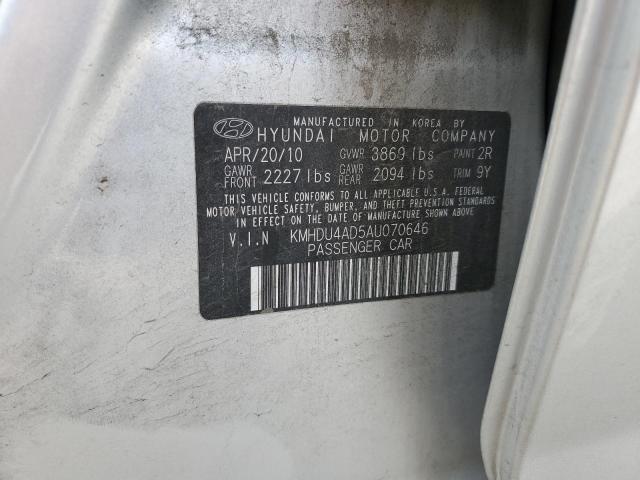 MANUFACTURED IN KOREA BY
HYUNDAI MOTOR COMPANY
APR/20/10 GVWR 3869 lbs PAINT 2R
GAWR FRONT 2227 lbs GAWR REAR 2094 lbs TRIM 9Y
THIS VEHICLE CONFORMS TO ALL APPLICABLE U.S.A. FEDERAL
MOTOR VEHICLE SAFETY, BUMPER, AND THEFT PREVENTION STANDARDS
IN EFFECT ON THE DATE OF MANUFACTURE SHOWN ABOVE.
V.I.N KMHDU4AD5AU070646
PASSENGER CAR